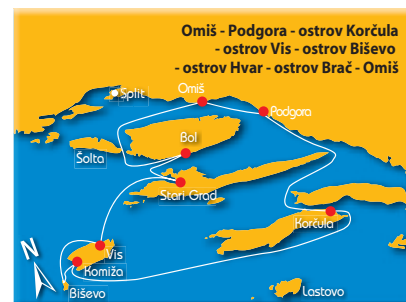 Omiš - Podgora - ostrov Korčula
- ostrov Vis - ostrov Biševo
- ostrov Hvar - ostrov Brač - Omiš
Split
Omiš
Podgora
Bol
Šolta
Stari Grad
Korčula
N
Vis
Komiža
Biševo
Lastovo